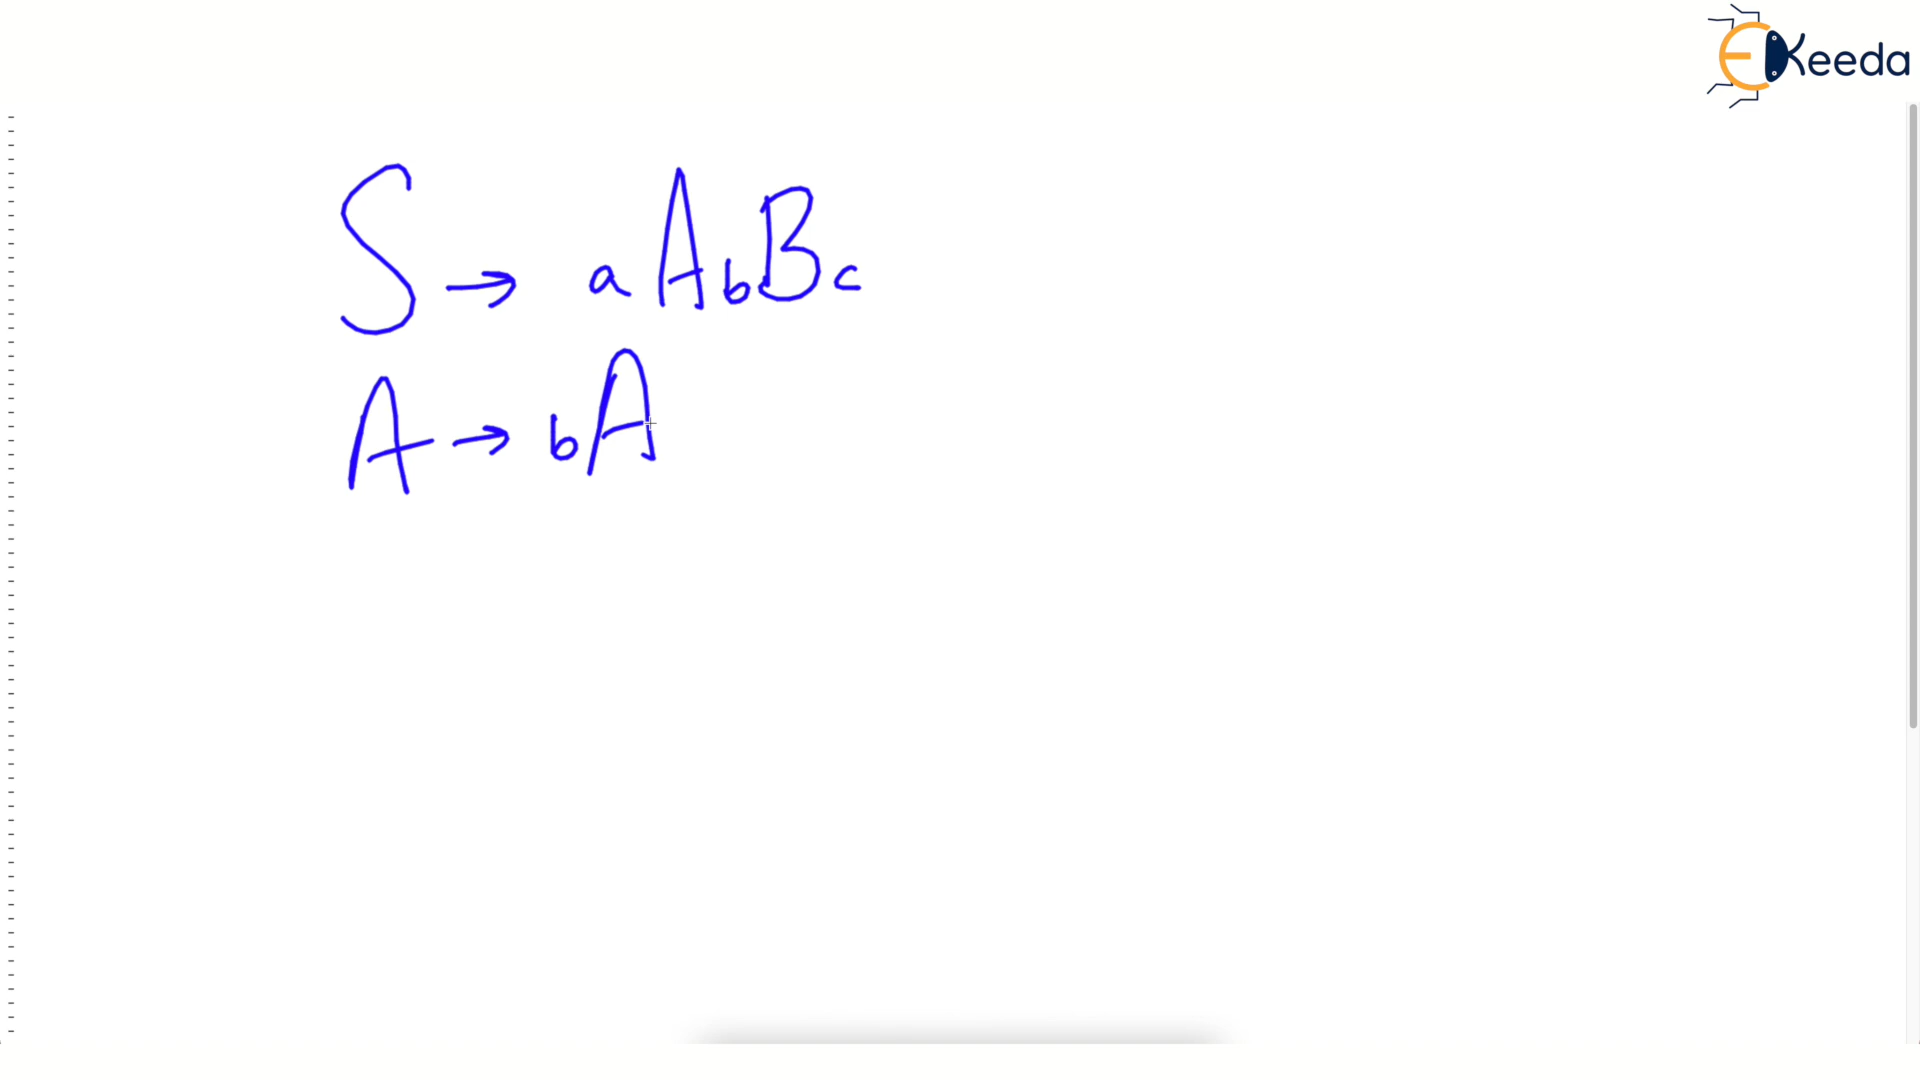 EKeeda
S → aAbBc
A → bA